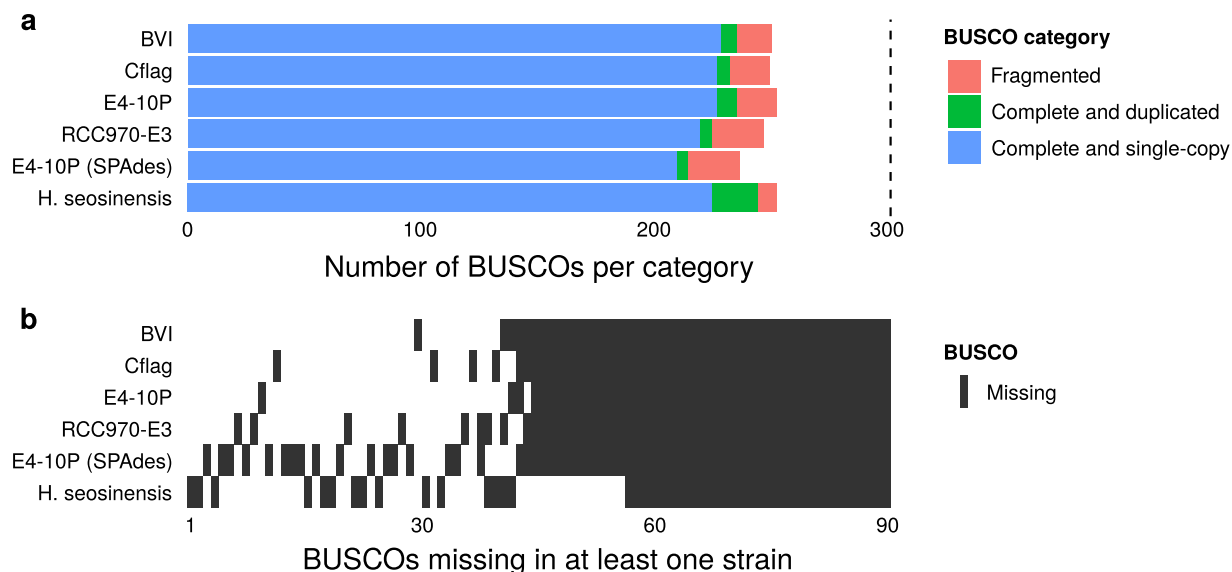 a
BVI
Cflag
E4-10P
RCC970-E3
E4-10P (SPAdes)
H. seosinensis
0 100 200 300
Number of BUSCOs per category
BUSCO category
Fragmented
Complete and duplicated
Complete and single-copy
b
BVI
Cflag
E4-10P
RCC970-E3
E4-10P (SPAdes)
H. seosinensis
1 30 60 90
BUSCOs missing in at least one strain
BUSCO
Missing